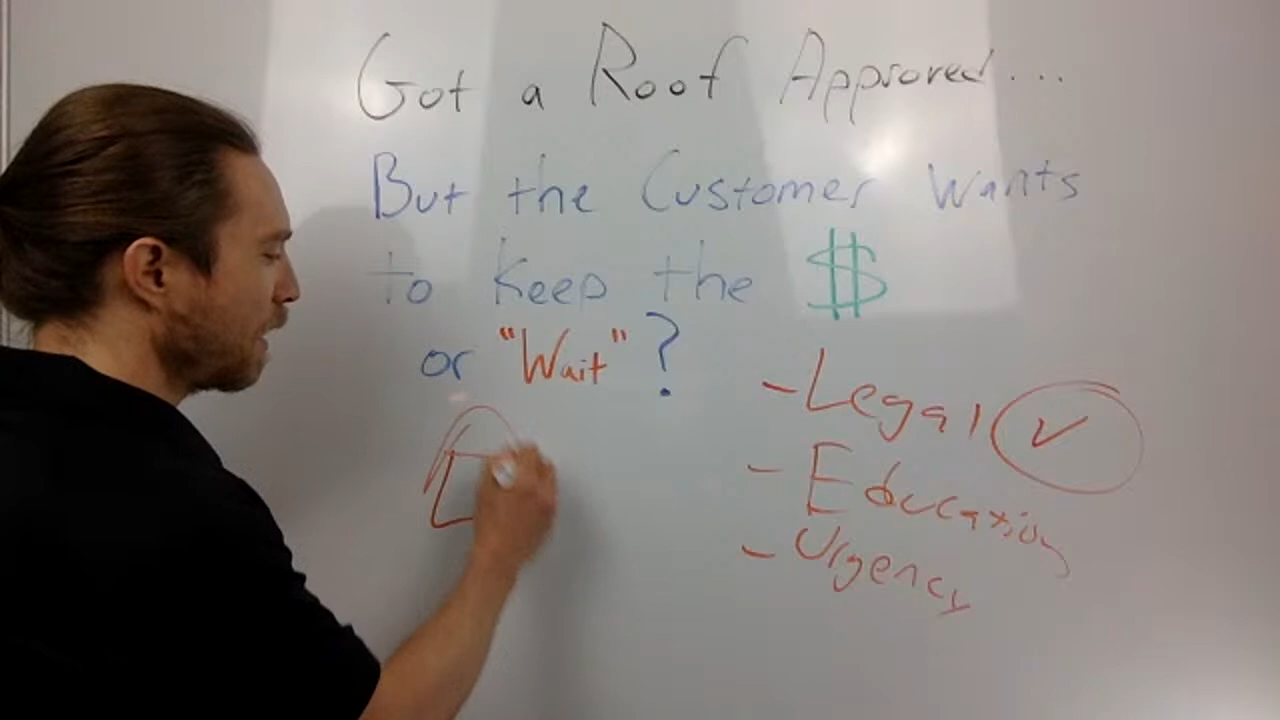 Got a Roof Approved...
But the Customer Wants
to Keep the $
or "Wait"?
- Legal ✓
- Education
- Urgency